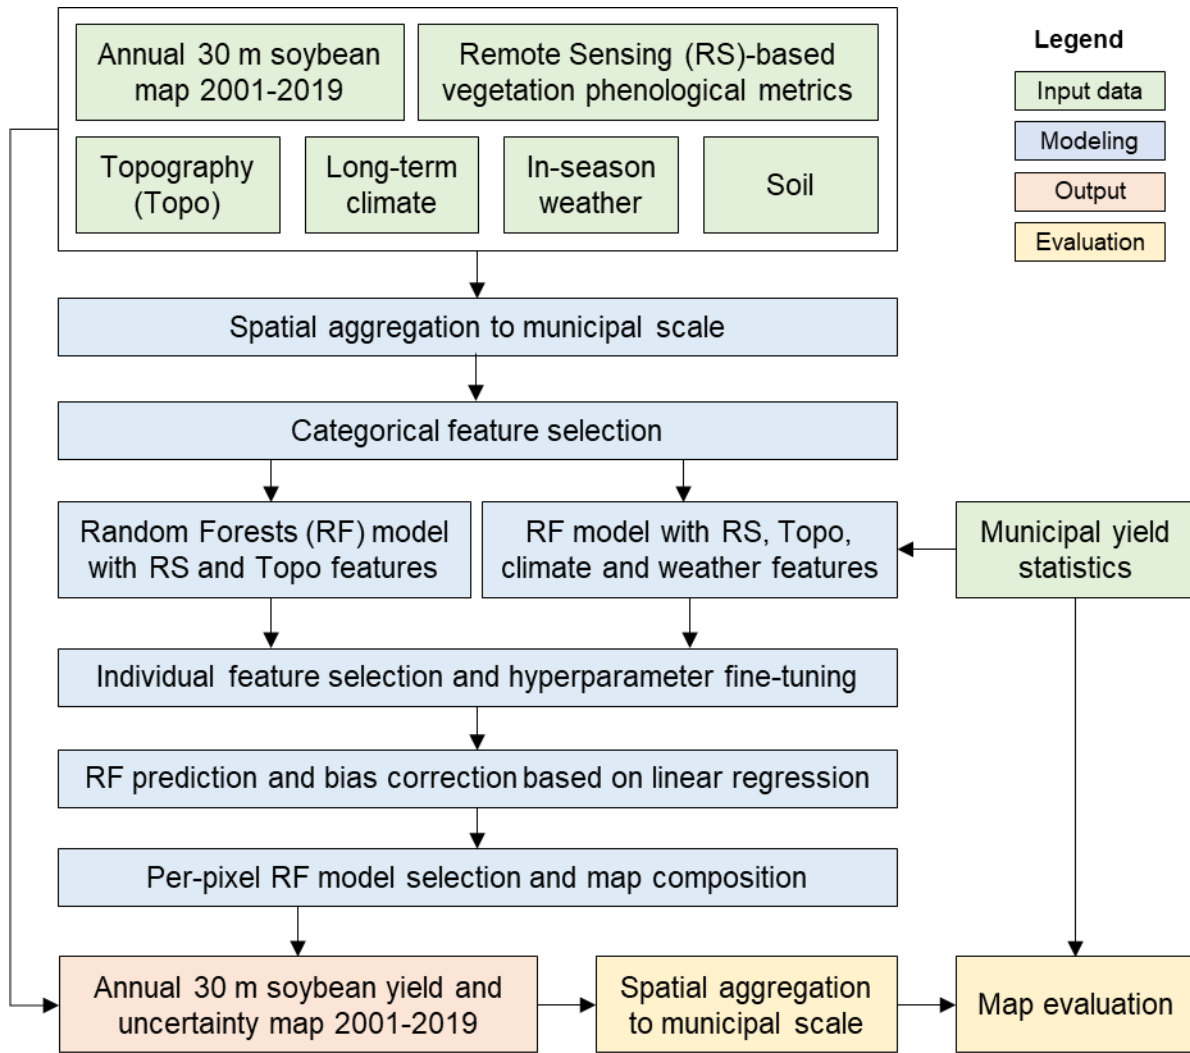 Annual 30 m soybean
map 2001-2019
Remote Sensing (RS)-based
vegetation phenological metrics
Topography
(Topo)
Long-term
climate
In-season
weather
Soil
Legend
Input data
Modeling
Output
Evaluation
Spatial aggregation to municipal scale
Categorical feature selection
Random Forests (RF) model
with RS and Topo features
RF model with RS, Topo,
climate and weather features
Municipal yield
statistics
Individual feature selection and hyperparameter fine-tuning
RF prediction and bias correction based on linear regression
Per-pixel RF model selection and map composition
Annual 30 m soybean yield and
uncertainty map 2001-2019
Spatial aggregation
to municipal scale
Map evaluation